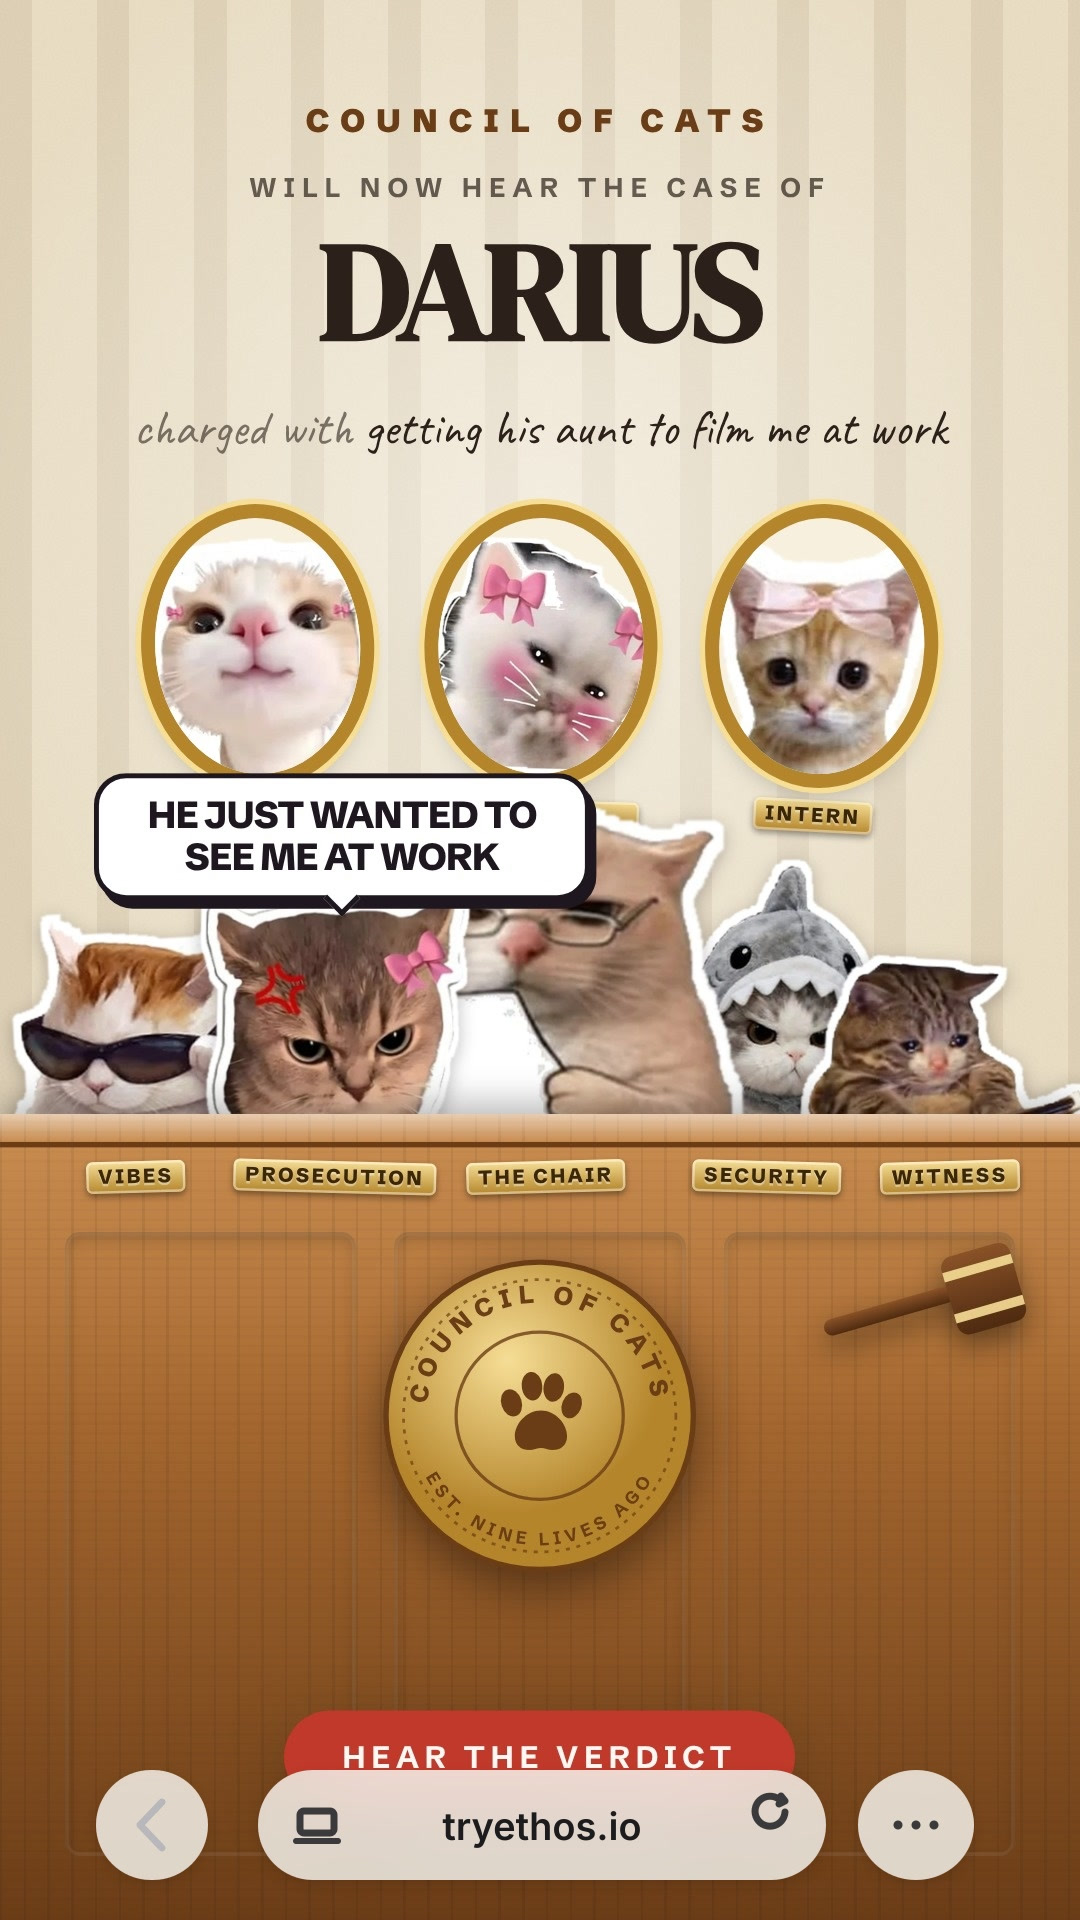 COUNCIL OF CATS
WILL NOW HEAR THE CASE OF
DARIUS
charged with getting his aunt to film me at work
HE JUST WANTED TO
SEE ME AT WORK
INTERN
VIBES
PROSECUTION
THE CHAIR
SECURITY
WITNESS
COUNCIL OF CATS
EST. NINE LIVES AGO
HEAR THE VERDICT
tryethos.io